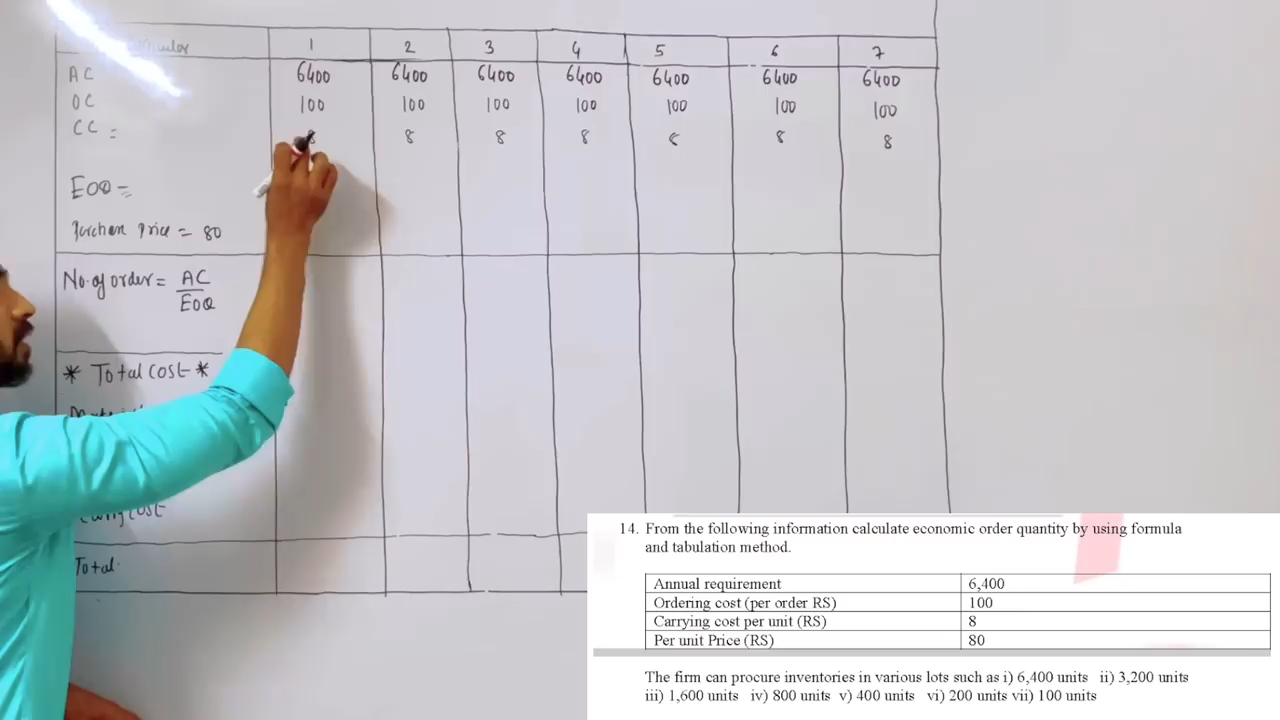 1 2 3 4 5 6 7
AC 6400 6400 6400 6400 6400 6400 6400
OC 100 100 100 100 100 100 100
CC = 8 8 8 8 8 8 8
EOQ =
Price = 80
No. of order = AC
EOQ
* Total cost *
cost
Total
14. From the following information calculate economic order quantity by using formula
and tabulation method.
Annual requirement 6,400
Ordering cost (per order RS) 100
Carrying cost per unit (RS) 8
Per unit Price (RS) 80
The firm can procure inventories in various lots such as i) 6,400 units ii) 3,200 units
iii) 1,600 units iv) 800 units v) 400 units vi) 200 units vii) 100 units